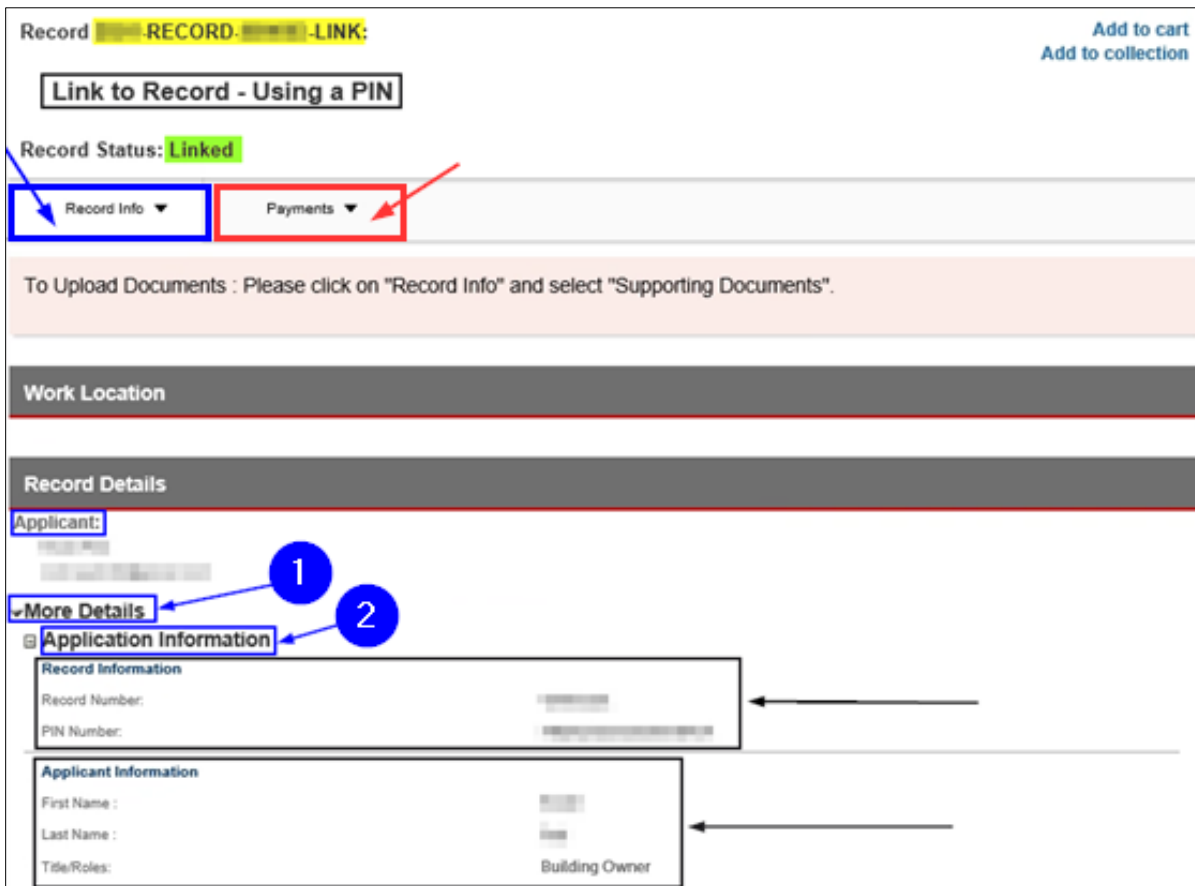 Record -RECORD- -LINK:
Add to cart
Add to collection
Link to Record - Using a PIN
Record Status: Linked
Record Info
Payments
To Upload Documents : Please click on "Record Info" and select "Supporting Documents".
Work Location
Record Details
Applicant:
1
More Details
2
Application Information
Record Information
Record Number:
PIN Number:
Applicant Information
First Name :
Last Name :
Title/Roles: Building Owner